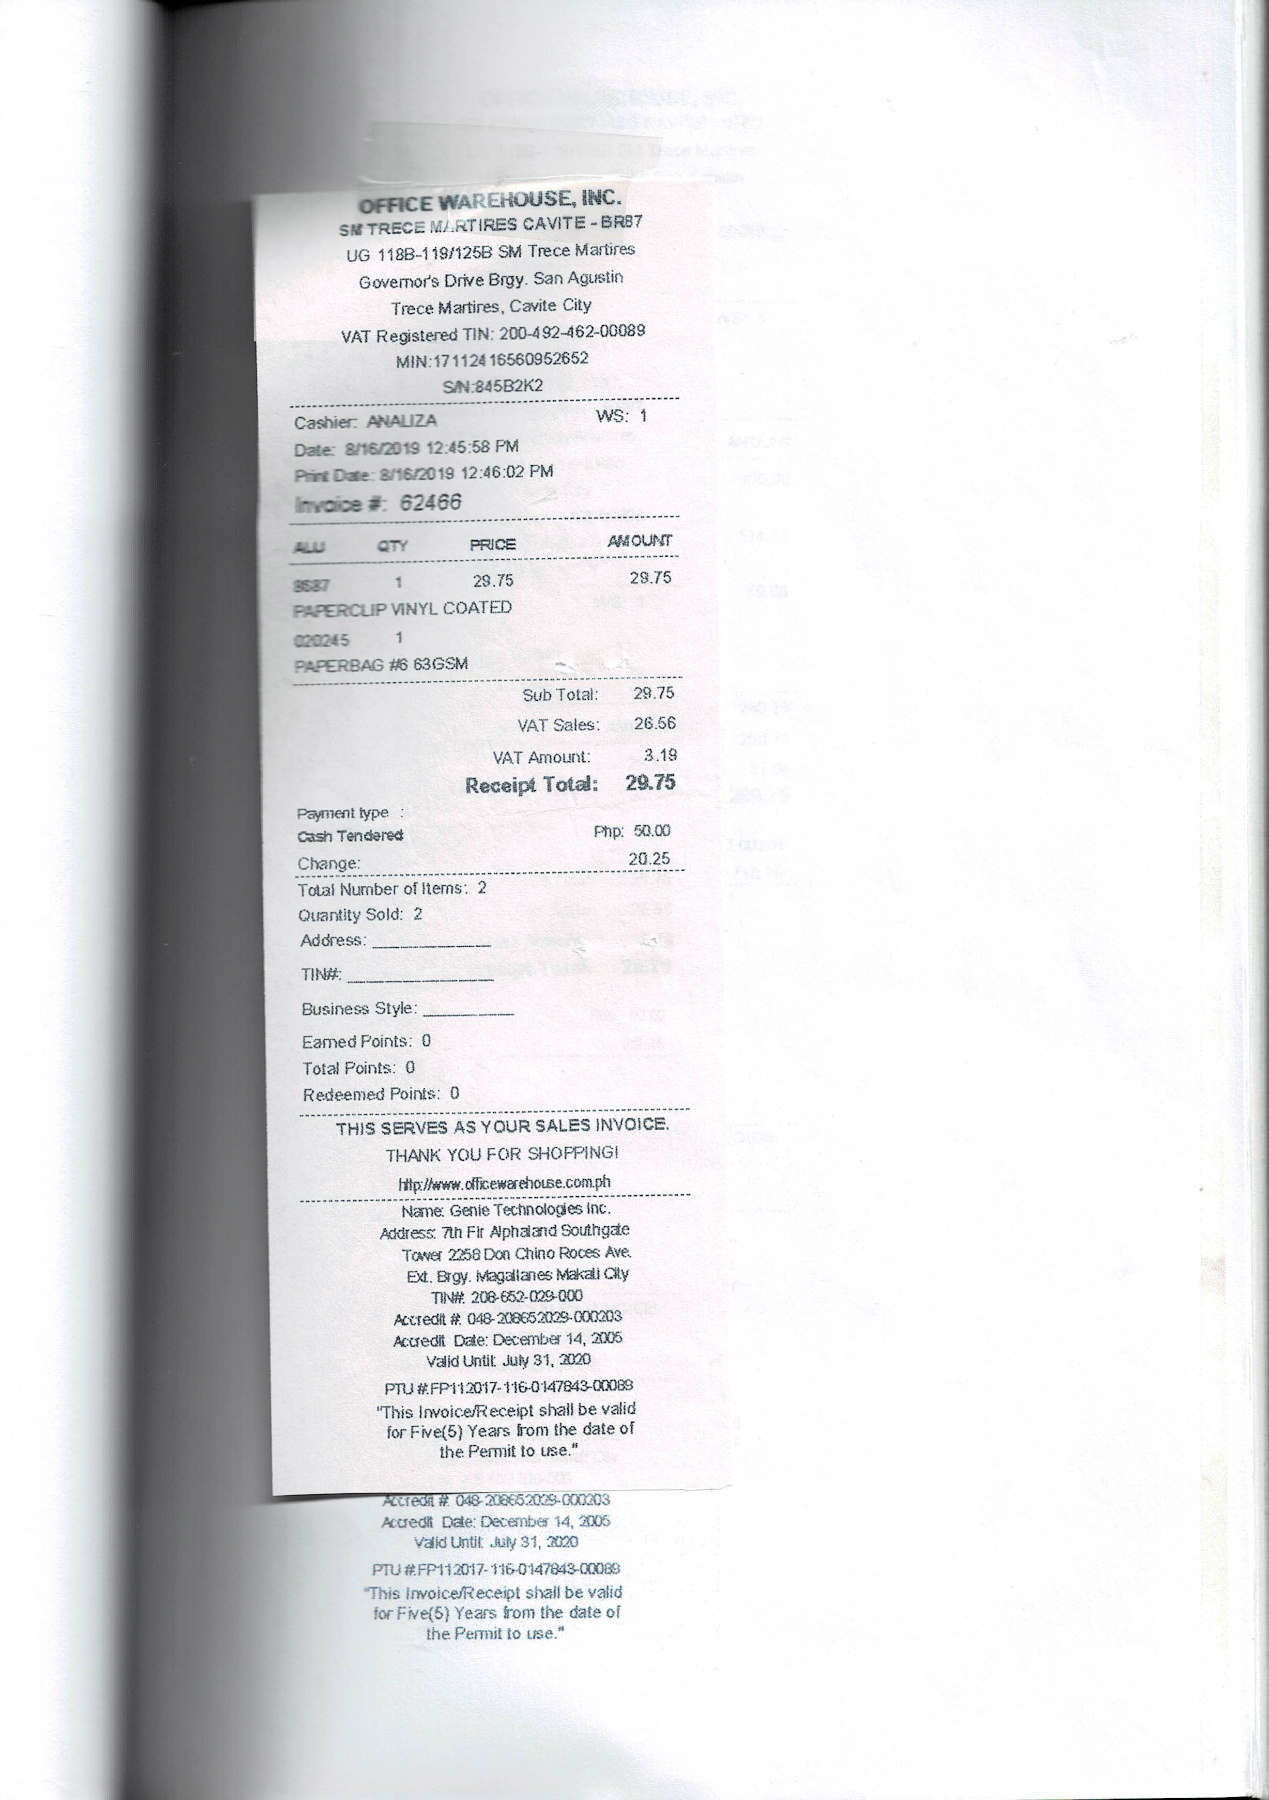 OFFICE WAREHOUSE, INC.
SM TRECE MARTIRES CAVITE - BR87
UG 118B-119/125B SM Trece Martires
Governor's Drive Brgy. San Agustin
Trece Martires, Cavite City
VAT Registered TIN: 200-492-462-00089
MIN:17112416560952652
S/N:845B2K2
Cashier: ANALIZA WS: 1
Date: 8/16/2019 12:45:58 PM
Print Date: 8/16/2019 12:46:02 PM
Invoice #: 62466
ALU QTY PRICE AMOUNT
8687 1 29.75 29.75
PAPERCLIP VINYL COATED
020245 1
PAPERBAG #6 63GSM
Sub Total: 29.75
VAT Sales: 26.56
VAT Amount: 3.19
Receipt Total: 29.75
Payment type :
Cash Tendered Php: 50.00
Change: 20.25
Total Number of Items: 2
Quantity Sold: 2
Address: ____________
TIN#: _______________
Business Style: _________
Earned Points: 0
Total Points: 0
Redeemed Points: 0
THIS SERVES AS YOUR SALES INVOICE.
THANK YOU FOR SHOPPING!
http://www.officewarehouse.com.ph
Name: Genie Technologies Inc.
Address: 7th Flr Alphaland Southgate
Tower 2258 Don Chino Roces Ave.
Ext. Brgy. Magallanes Makati City
TIN#: 208-652-029-000
Accredit #: 048-208652029-000203
Accredit Date: December 14, 2005
Valid Until: July 31, 2020
PTU #:FP112017-116-0147843-00089
"This Invoice/Receipt shall be valid
for Five(5) Years from the date of
the Permit to use."
Accredit #: 048-208652029-000203
Accredit Date: December 14, 2005
Valid Until: July 31, 2020
PTU #:FP112017-116-0147843-00089
"This Invoice/Receipt shall be valid
for Five(5) Years from the date of
the Permit to use."